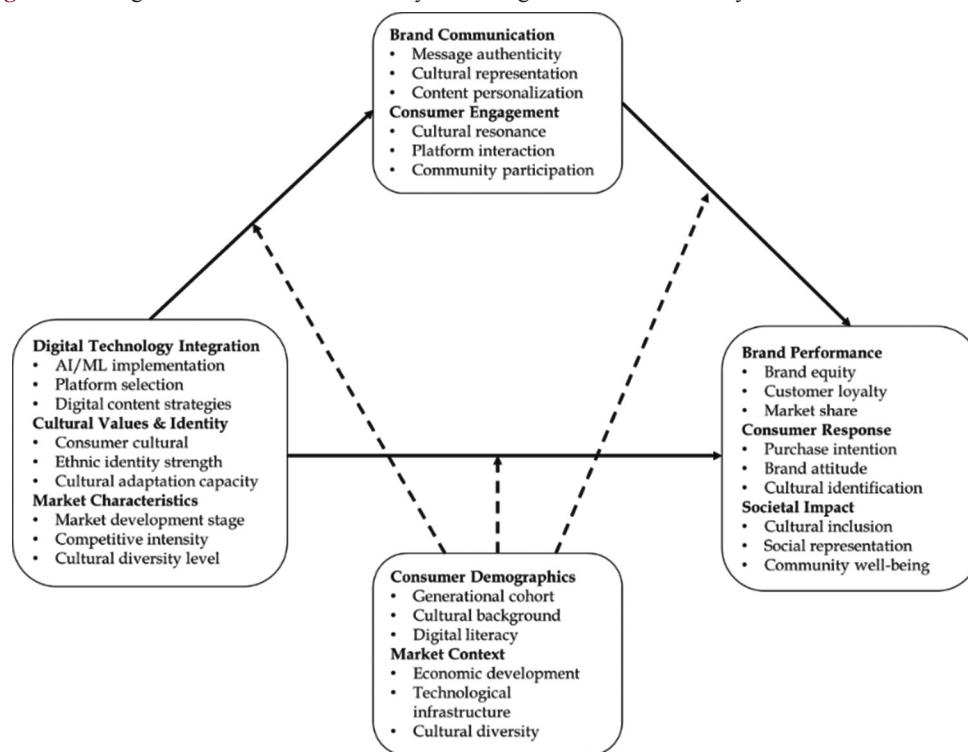 Brand Communication
• Message authenticity
• Cultural representation
• Content personalization
Consumer Engagement
• Cultural resonance
• Platform interaction
• Community participation
Digital Technology Integration
• AI/ML implementation
• Platform selection
• Digital content strategies
Cultural Values & Identity
• Consumer cultural
• Ethnic identity strength
• Cultural adaptation capacity
Market Characteristics
• Market development stage
• Competitive intensity
• Cultural diversity level
Brand Performance
• Brand equity
• Customer loyalty
• Market share
Consumer Response
• Purchase intention
• Brand attitude
• Cultural identification
Societal Impact
• Cultural inclusion
• Social representation
• Community well-being
Consumer Demographics
• Generational cohort
• Cultural background
• Digital literacy
Market Context
• Economic development
• Technological
infrastructure
• Cultural diversity